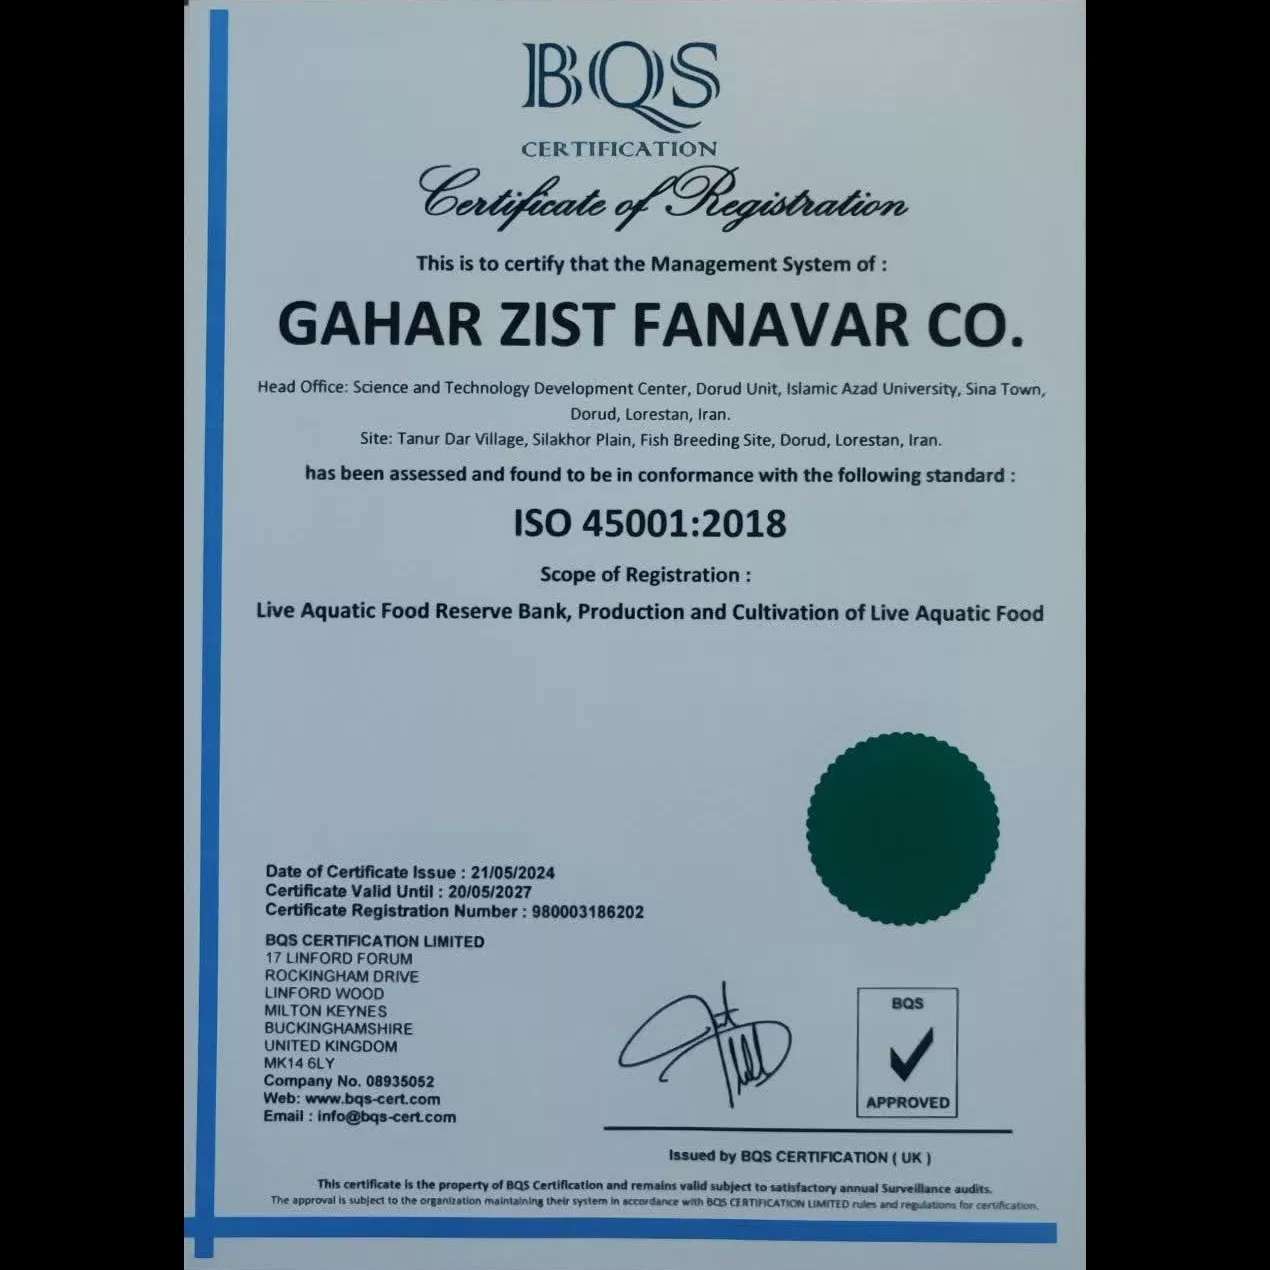 BQS
CERTIFICATION
Certificate of Registration
This is to certify that the Management System of :
GAHAR ZIST FANAVAR CO.
Head Office: Science and Technology Development Center, Dorud Unit, Islamic Azad University, Sina Town,
Dorud, Lorestan, Iran.
Site: Tanur Dar Village, Silakhor Plain, Fish Breeding Site, Dorud, Lorestan, Iran.
has been assessed and found to be in conformance with the following standard :
ISO 45001:2018
Scope of Registration :
Live Aquatic Food Reserve Bank, Production and Cultivation of Live Aquatic Food
Date of Certificate Issue : 21/05/2024
Certificate Valid Until : 20/05/2027
Certificate Registration Number : 980003186202
BQS CERTIFICATION LIMITED
17 LINFORD FORUM
ROCKINGHAM DRIVE
LINFORD WOOD
MILTON KEYNES
BUCKINGHAMSHIRE
UNITED KINGDOM
MK14 6LY
Company No. 08935052
Web: www.bqs-cert.com
Email : info@bqs-cert.com
BQS
APPROVED
Issued by BQS CERTIFICATION ( UK )
This certificate is the property of BQS Certification and remains valid subject to satisfactory annual Surveillance audits.
The approval is subject to the organization maintaining their system in accordance with BQS CERTIFICATION LIMITED rules and regulations for certification.